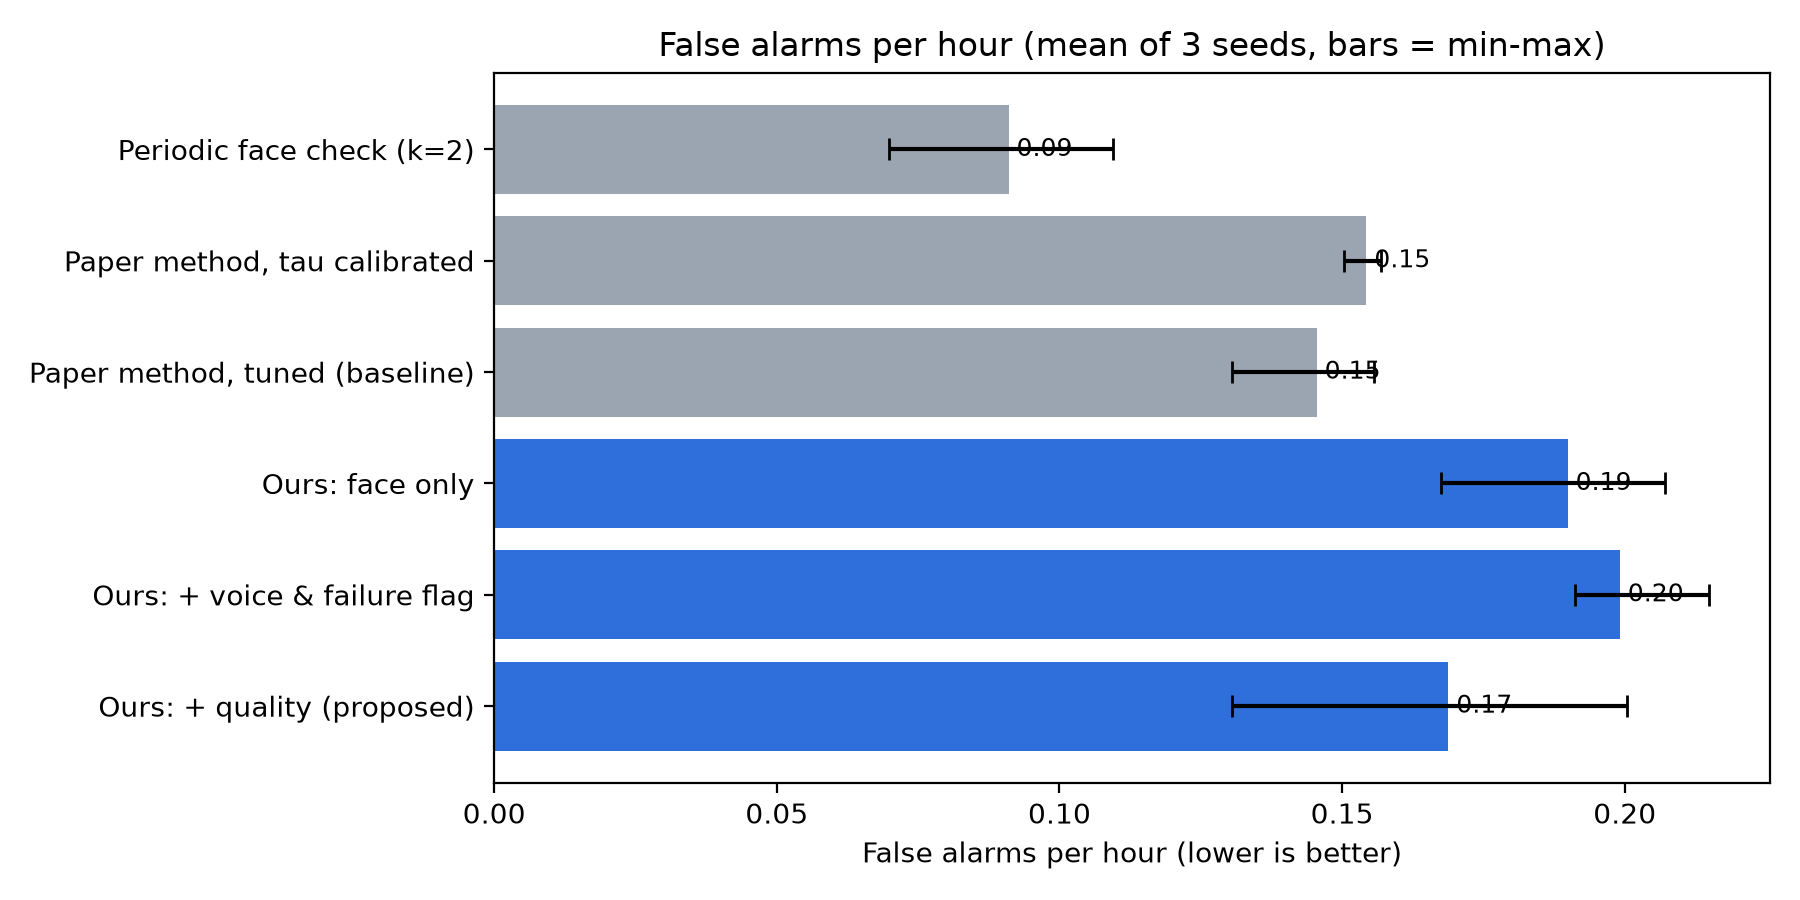 False alarms per hour (mean of 3 seeds, bars = min-max)
Periodic face check (k=2)
0.09
Paper method, tau calibrated
0.15
Paper method, tuned (baseline)
0.15
Ours: face only
0.19
Ours: + voice & failure flag
0.20
Ours: + quality (proposed)
0.17
0.00 0.05 0.10 0.15 0.20
False alarms per hour (lower is better)